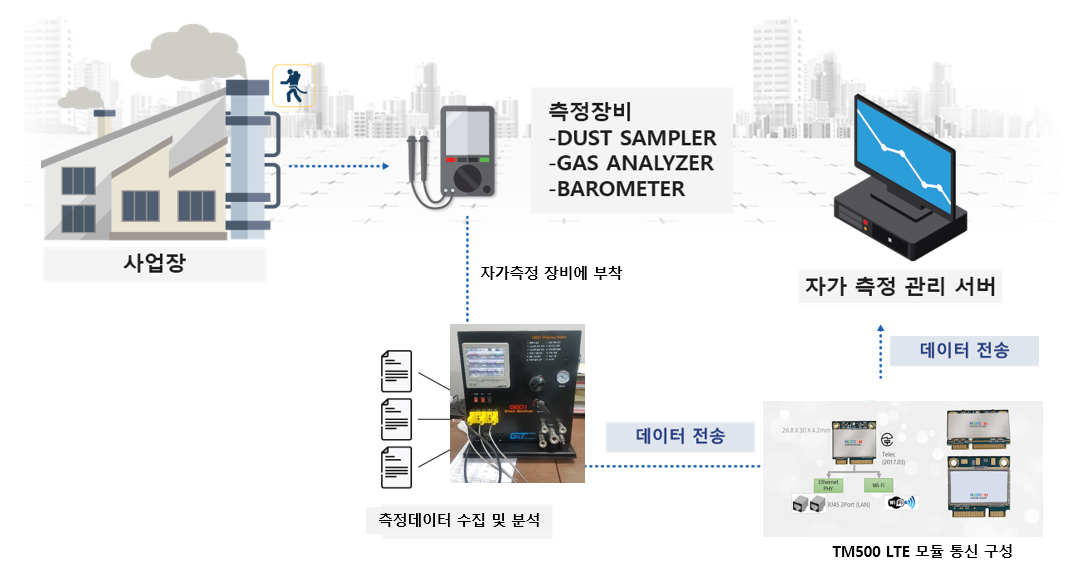 측정장비
-DUST SAMPLER
-GAS ANALYZER
-BAROMETER
사업장
자가측정 장비에 부착
자가 측정 관리 서버
데이터 전송
데이터 전송
26.8 X 30 X 4.2mm
Telec
(2017.03)
Ethernet
PHY
Wi-Fi
RJ45 2Port (LAN)
Wi Fi
측정데이터 수집 및 분석
TM500 LTE 모듈 통신 구성